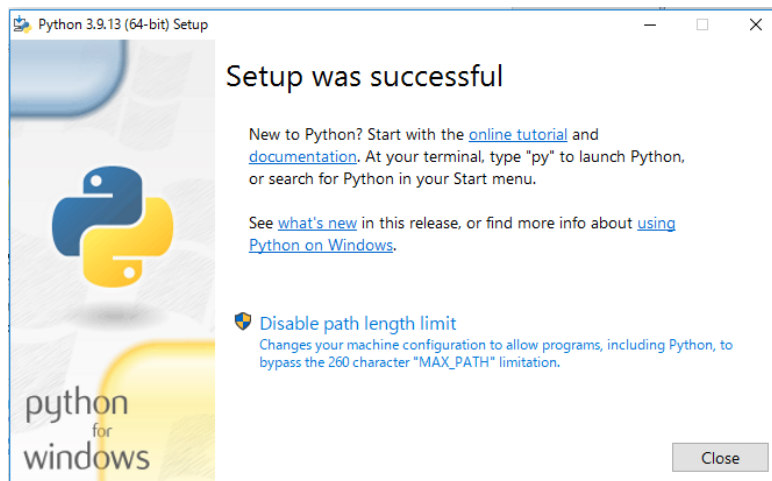 Python 3.9.13 (64-bit) Setup
Setup was successful
New to Python? Start with the online tutorial and
documentation. At your terminal, type "py" to launch Python,
or search for Python in your Start menu.
See what's new in this release, or find more info about using
Python on Windows.
Disable path length limit
Changes your machine configuration to allow programs, including Python, to
bypass the 260 character "MAX_PATH" limitation.
python
for
windows
Close